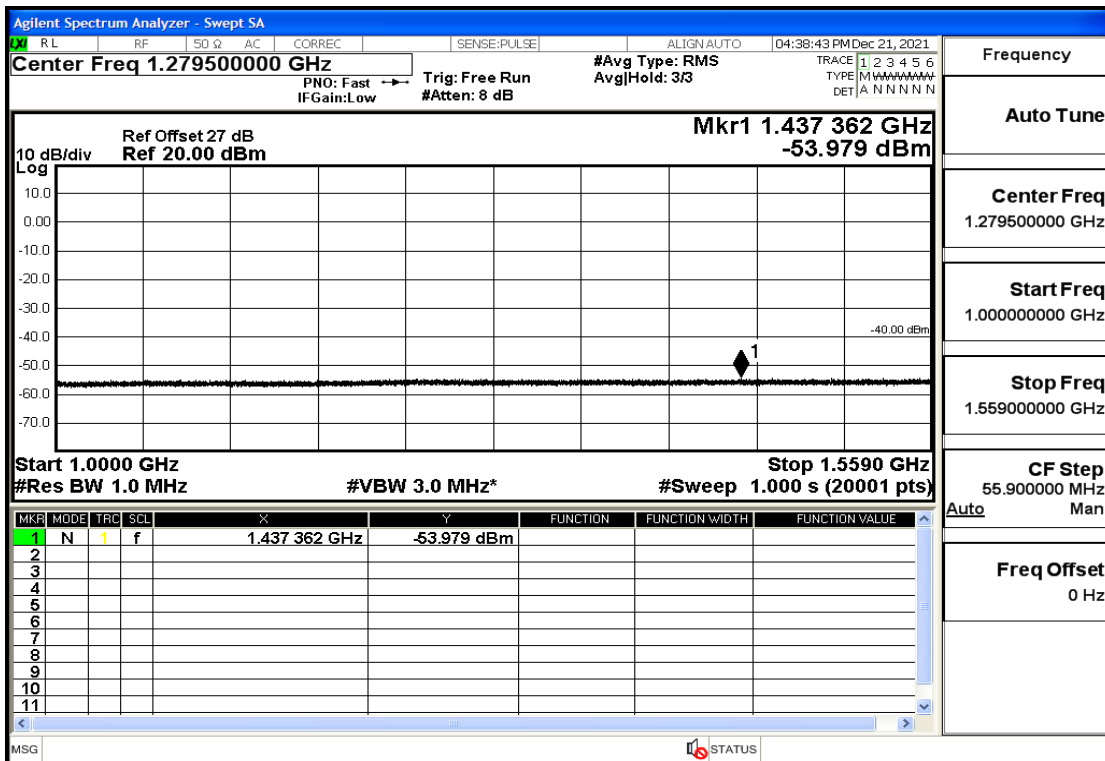 Agilent Spectrum Analyzer - Swept SA
LXI RL RF 50 Ω AC CORREC SENSE:PULSE ALIGN AUTO 04:38:43 PM Dec 21, 2021
Center Freq 1.279500000 GHz
PNO: Fast
IFGain:Low
Trig: Free Run
#Atten: 8 dB
#Avg Type: RMS
Avg|Hold: 3/3
TRACE 1 2 3 4 5 6
TYPE M W W W W W
DET A N N N N N
Ref Offset 27 dB
10 dB/div Ref 20.00 dBm
Log
Mkr1 1.437 362 GHz
-53.979 dBm
10.0
0.00
-10.0
-20.0
-30.0
-40.0
-40.00 dBm
1
-50.0
-60.0
-70.0
Start 1.0000 GHz Stop 1.5590 GHz
#Res BW 1.0 MHz #VBW 3.0 MHz* #Sweep 1.000 s (20001 pts)
MKR MODE TRC SCL X Y FUNCTION FUNCTION WIDTH FUNCTION VALUE
1 N 1 f 1.437 362 GHz -53.979 dBm
2
3
4
5
6
7
8
9
10
11
MSG STATUS
Frequency
Auto Tune
Center Freq
1.279500000 GHz
Start Freq
1.000000000 GHz
Stop Freq
1.559000000 GHz
CF Step
55.900000 MHz
Auto Man
Freq Offset
0 Hz